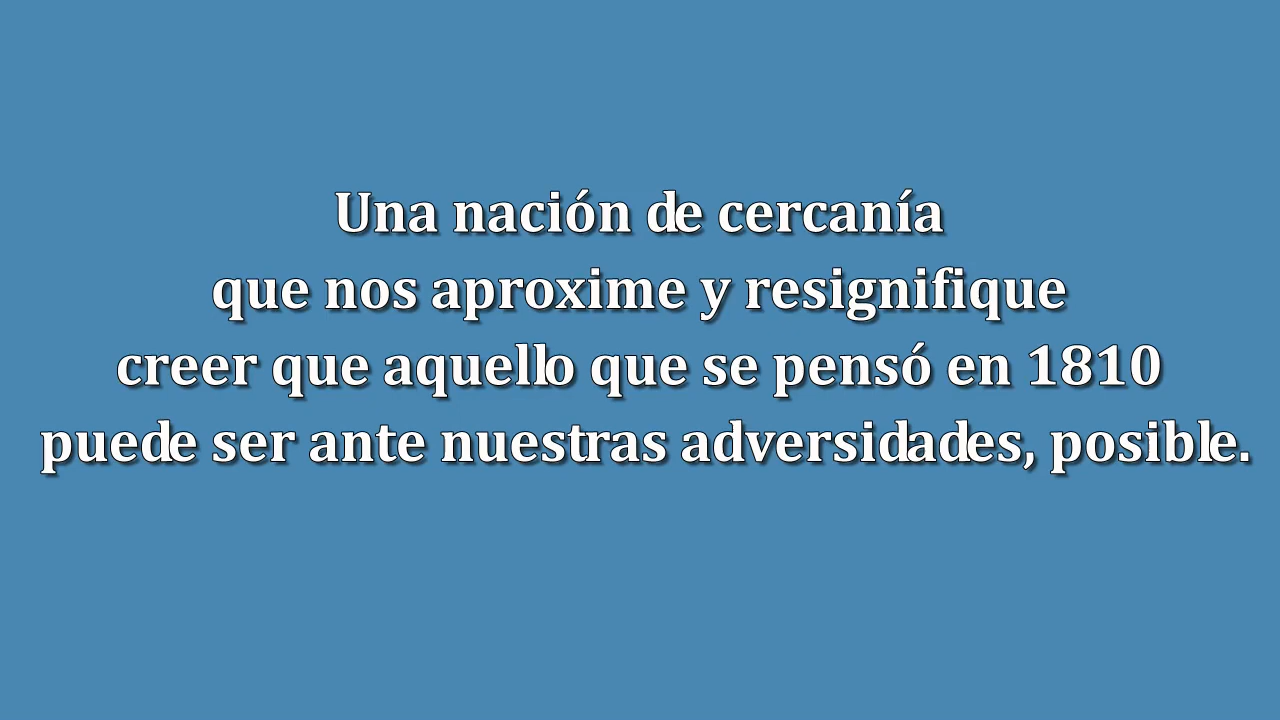 Una nación de cercanía
que nos aproxime y resignifique
creer que aquello que se pensó en 1810
puede ser ante nuestras adversidades, posible.